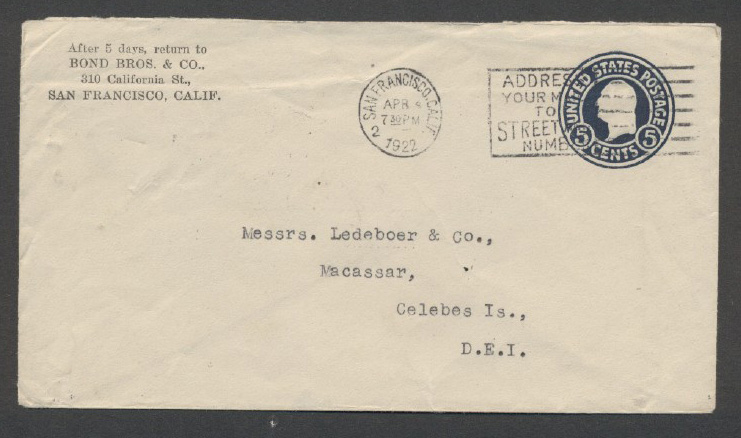 After 5 days, return to
BOND BROS. & CO.,
310 California St.,
SAN FRANCISCO, CALIF.
SAN FRANCISCO, CALIF.
APR
7 30 PM
2
1922
ADDRE
YOUR M
TO
STREET
NUMB
UNITED STATES POSTAGE
5 CENTS 5
Messrs. Ledeboer & Co.,
Macassar,
Celebes Is.,
D.E.I.